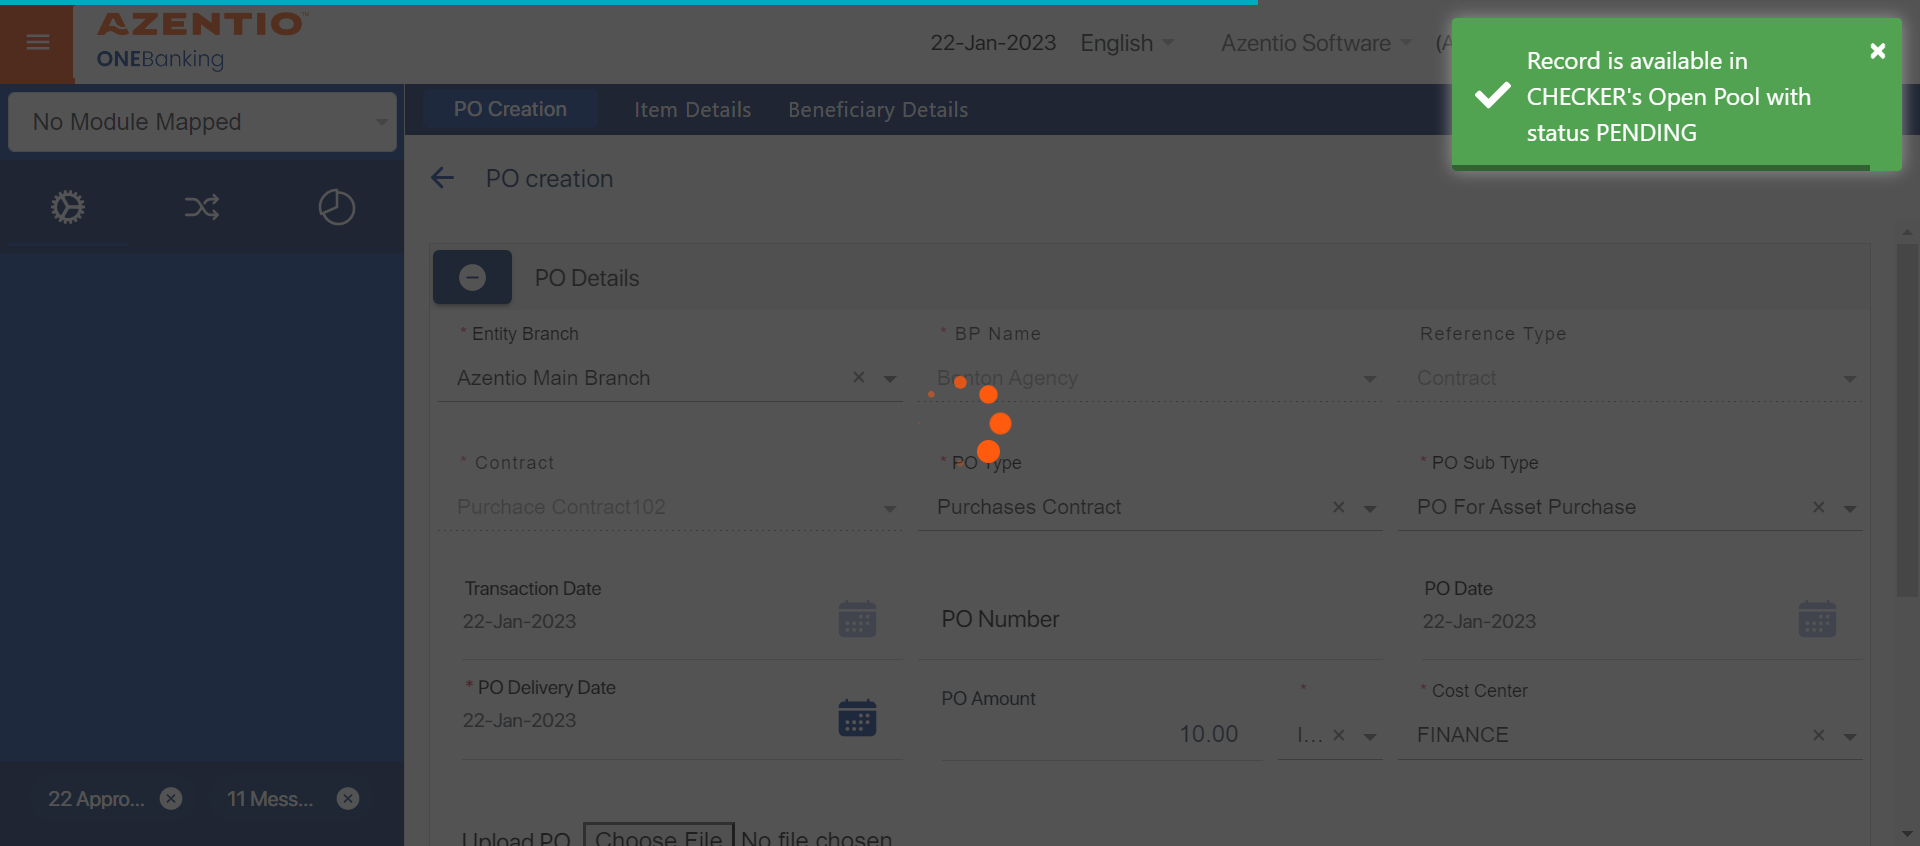 AZENTIO™
ONEBanking
22-Jan-2023
English
Azentio Software
(A
Record is available in
CHECKER's Open Pool with
status PENDING
No Module Mapped
PO Creation
Item Details
Beneficiary Details
PO creation
PO Details
* Entity Branch
* BP Name
Reference Type
Azentio Main Branch
Benton Agency
Contract
* Contract
* PO Type
* PO Sub Type
Purchace Contract102
Purchases Contract
PO For Asset Purchase
Transaction Date
22-Jan-2023
PO Number
PO Date
22-Jan-2023
* PO Delivery Date
22-Jan-2023
PO Amount
10.00
*
I...
* Cost Center
FINANCE
22 Appro...
11 Mess...
Upload PO
Choose File
No file chosen